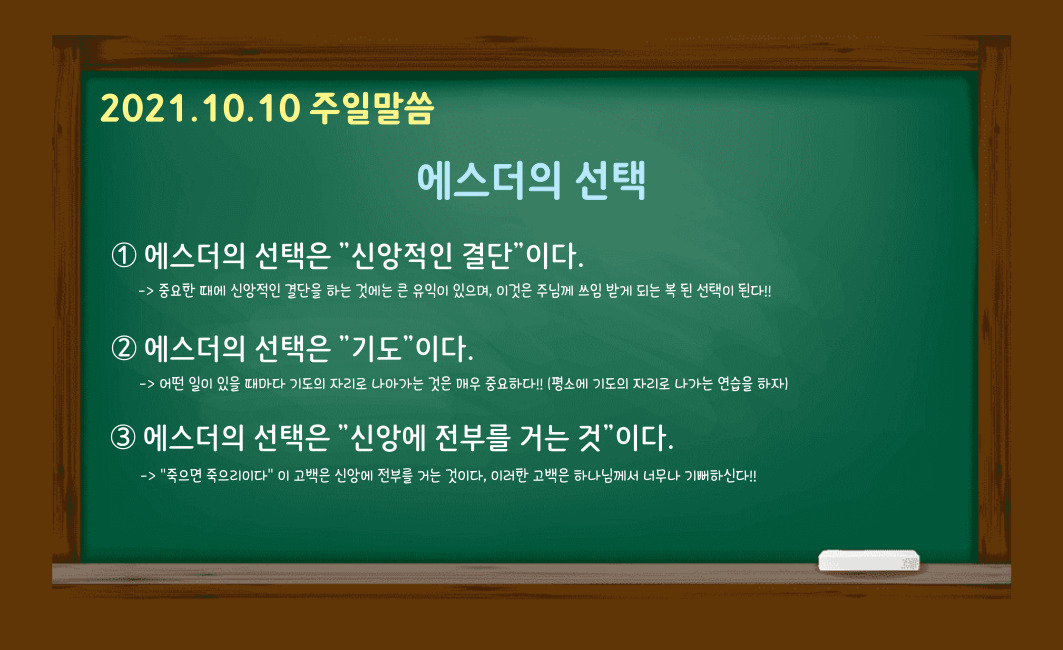 2021.10.10 주일말씀
에스더의 선택
① 에스더의 선택은 "신앙적인 결단"이다.
-> 중요한 때에 신앙적인 결단을 하는 것에는 큰 유익이 있으며, 이것은 주님께 쓰임 받게 되는 복 된 선택이 된다!!
② 에스더의 선택은 "기도"이다.
-> 어떤 일이 있을 때마다 기도의 자리로 나아가는 것은 매우 중요하다!! (평소에 기도의 자리로 나가는 연습을 하자)
③ 에스더의 선택은 "신앙에 전부를 거는 것"이다.
-> "죽으면 죽으리이다" 이 고백은 신앙에 전부를 거는 것이다, 이러한 고백은 하나님께서 너무나 기뻐하신다!!